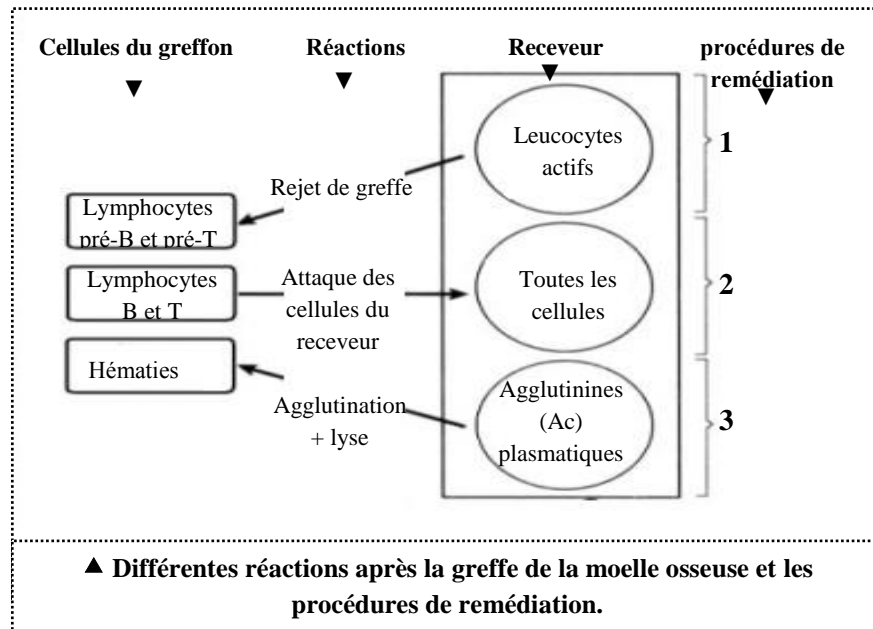 Cellules du greffon
Réactions
Receveur
procédures de
remédiation
▼ ▼ ▼ ▼
Leucocytes
actifs
1
Rejet de greffe
Lymphocytes
pré-B et pré-T
Lymphocytes
B et T
Attaque des
cellules du
receveur
Toutes les
cellules
2
Hématies
Agglutination
+ lyse
Agglutinines
(Ac)
plasmatiques
3
▲ Différentes réactions après la greffe de la moelle osseuse et les
procédures de remédiation.